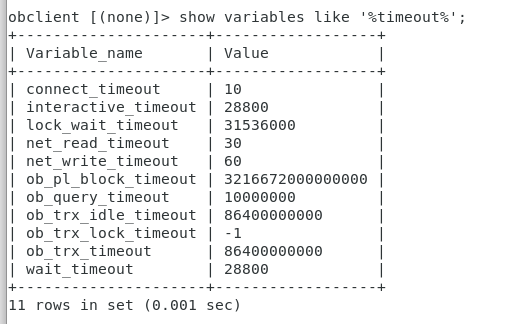 obclient [(none)]> show variables like '%timeout%';
+---------------------+------------------+
| Variable_name       | Value            |
+---------------------+------------------+
| connect_timeout     | 10               |
| interactive_timeout | 28800            |
| lock_wait_timeout   | 31536000         |
| net_read_timeout    | 30               |
| net_write_timeout   | 60               |
| ob_pl_block_timeout | 3216672000000000 |
| ob_query_timeout    | 10000000         |
| ob_trx_idle_timeout | 86400000000      |
| ob_trx_lock_timeout | -1               |
| ob_trx_timeout      | 86400000000      |
| wait_timeout        | 28800            |
+---------------------+------------------+
11 rows in set (0.001 sec)